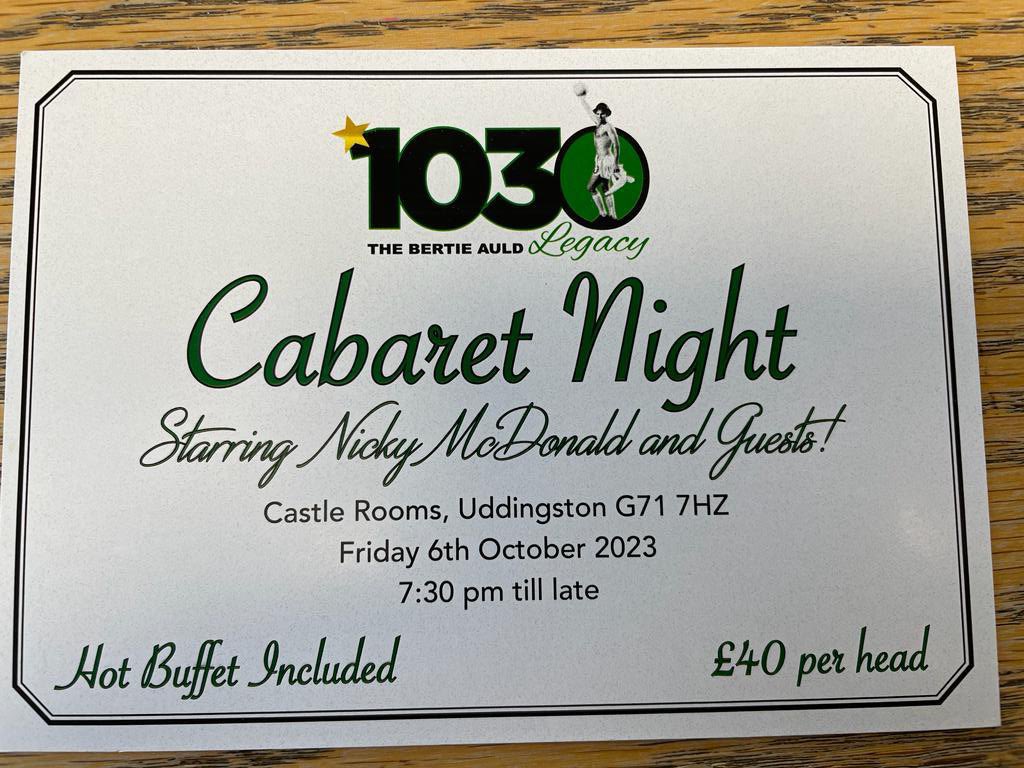 1030
THE BERTIE AULD Legacy
Cabaret Night
Starring Nicky McDonald and Guests!
Castle Rooms, Uddingston G71 7HZ
Friday 6th October 2023
7:30 pm till late
Hot Buffet Included
£40 per head